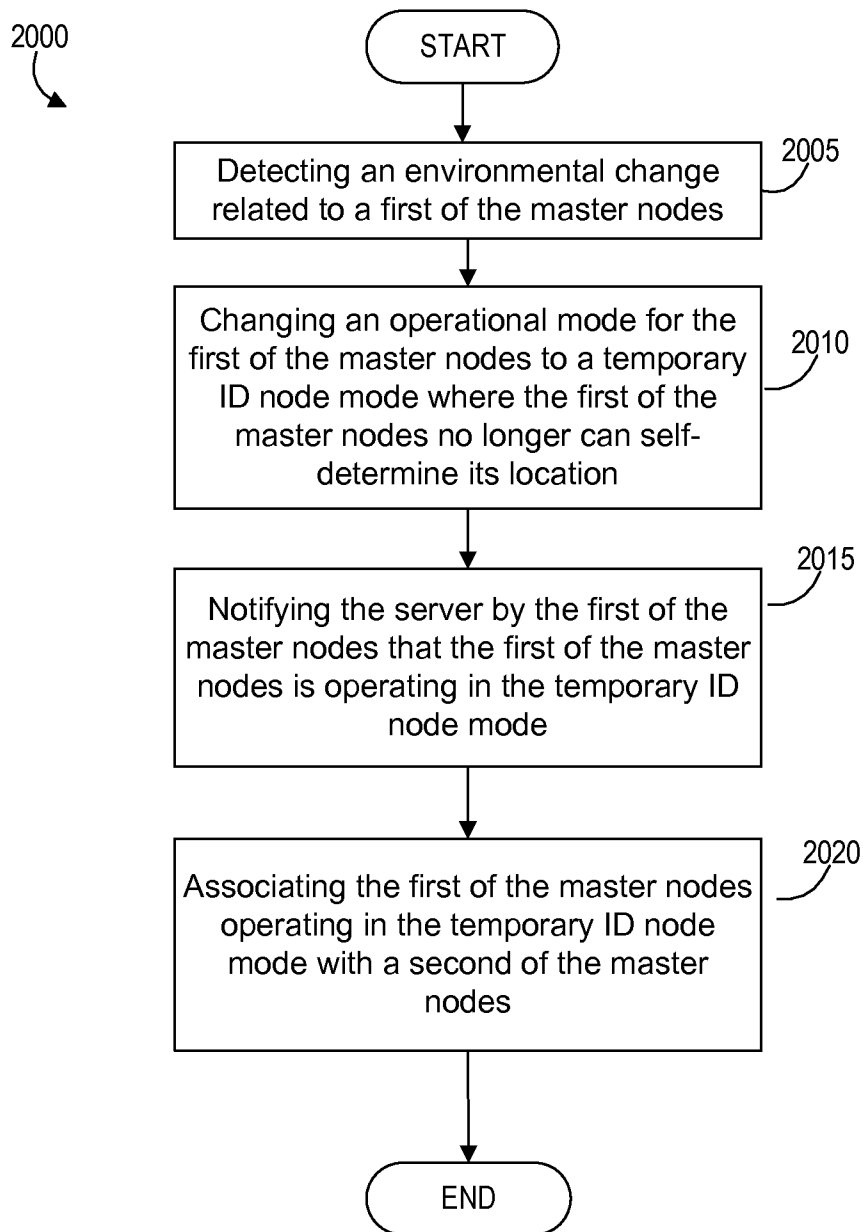 2000
START
2005
Detecting an environmental change
related to a first of the master nodes
Changing an operational mode for the
first of the master nodes to a temporary
ID node mode where the first of the
master nodes no longer can self-
determine its location
2010
2015
Notifying the server by the first of the
master nodes that the first of the master
nodes is operating in the temporary ID
node mode
2020
Associating the first of the master nodes
operating in the temporary ID node
mode with a second of the master
nodes
END